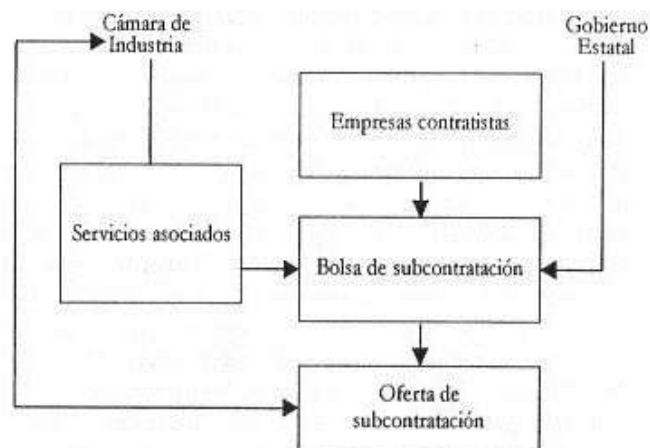 Cámara de
Industria
Gobierno
Estatal
Empresas contratistas
Servicios asociados
Bolsa de subcontratación
Oferta de
subcontratación